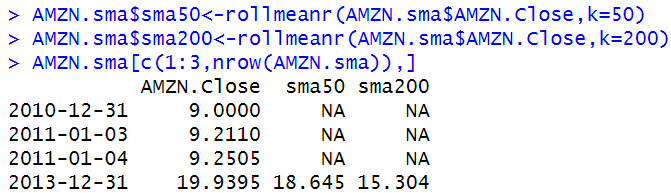 > AMZN.sma$sma50<-rollmeanr(AMZN.sma$AMZN.Close,k=50)
> AMZN.sma$sma200<-rollmeanr(AMZN.sma$AMZN.Close,k=200)
> AMZN.sma[c(1:3,nrow(AMZN.sma)),]
           AMZN.Close  sma50 sma200
2010-12-31     9.0000     NA     NA
2011-01-03     9.2110     NA     NA
2011-01-04     9.2505     NA     NA
2013-12-31    19.9395 18.645 15.304